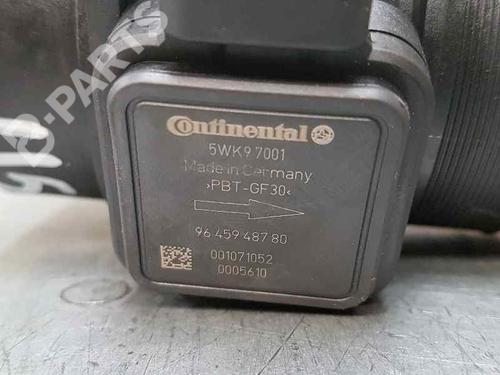 B-PARTS
Continental
5WK9 7001
Made in Germany
>PBT-GF30<
96 459 487 80
001071052
0005610